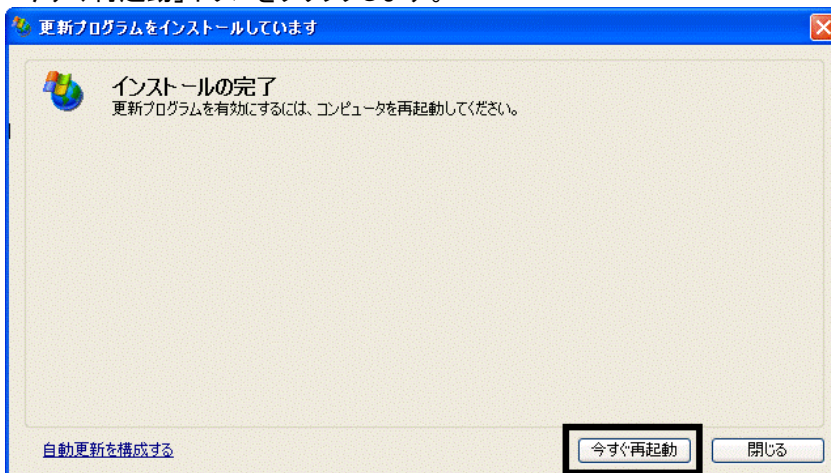 更新プログラムをインストールしています
インストールの完了
更新プログラムを有効にするには、コンピュータを再起動してください。
自動更新を構成する
今すぐ再起動
閉じる